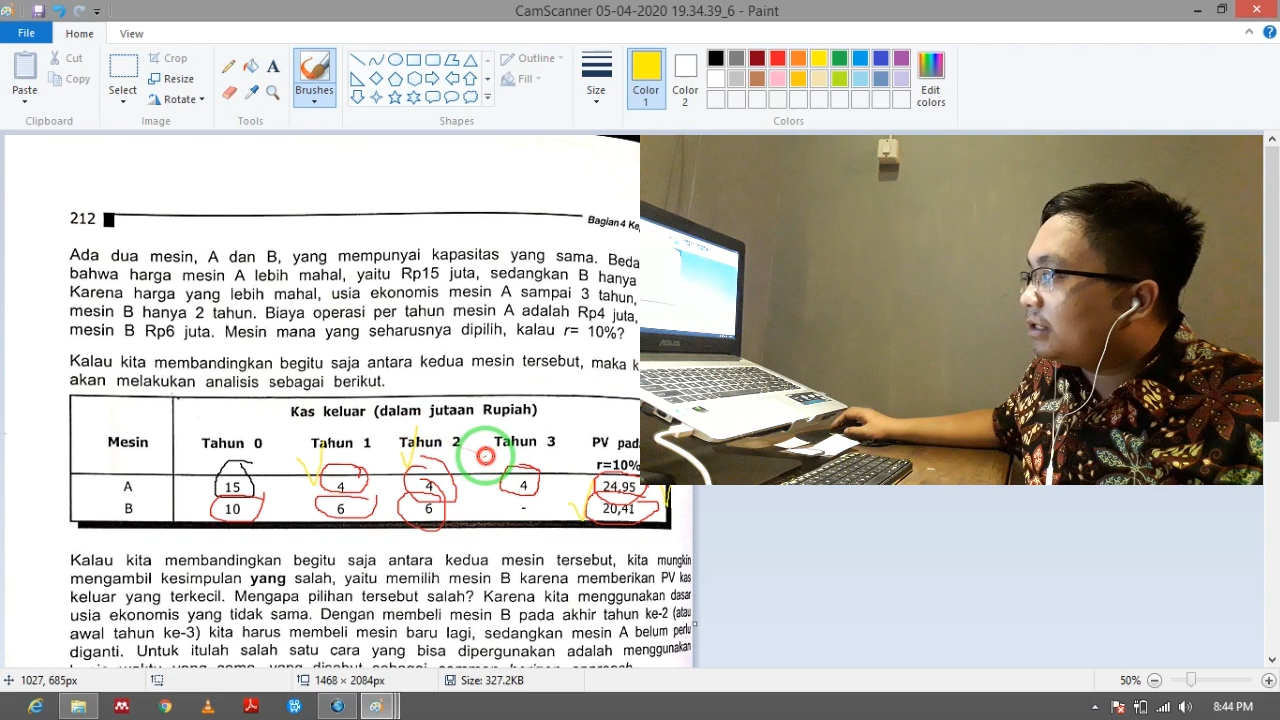 CamScanner 05-04-2020 19.34.39_6 - Paint
File Home View
Paste
Cut
Copy
Clipboard
Select
Crop
Resize
Rotate
Image
Tools
Brushes
Shapes
Outline
Fill
Size
Color 1
Color 2
Edit colors
Colors
212
Bagian 4
Ada dua mesin, A dan B, yang mempunyai kapasitas yang sama. Beda
bahwa harga mesin A lebih mahal, yaitu Rp15 juta, sedangkan B hanya
Karena harga yang lebih mahal, usia ekonomis mesin A sampai 3 tahun,
mesin B hanya 2 tahun. Biaya operasi per tahun mesin A adalah Rp4 juta,
mesin B Rp6 juta. Mesin mana yang seharusnya dipilih, kalau r= 10%?
Kalau kita membandingkan begitu saja antara kedua mesin tersebut, maka k
akan melakukan analisis sebagai berikut.
Kas keluar (dalam jutaan Rupiah)
Mesin Tahun 0 Tahun 1 Tahun 2 Tahun 3 PV pada
r=10%
A 15 4 4 4 24,95
B 10 6 6 - 20,41
Kalau kita membandingkan begitu saja antara kedua mesin tersebut, kita mungkin
mengambil kesimpulan yang salah, yaitu memilih mesin B karena memberikan PV kas
keluar yang terkecil. Mengapa pilihan tersebut salah? Karena kita menggunakan dasar
usia ekonomis yang tidak sama. Dengan membeli mesin B pada akhir tahun ke-2 (atau
awal tahun ke-3) kita harus membeli mesin baru lagi, sedangkan mesin A belum perlu
diganti. Untuk itulah salah satu cara yang bisa dipergunakan adalah menggunakan
ASUS
1027, 685px
1468 × 2084px
Size: 327.2KB
50%
8:44 PM